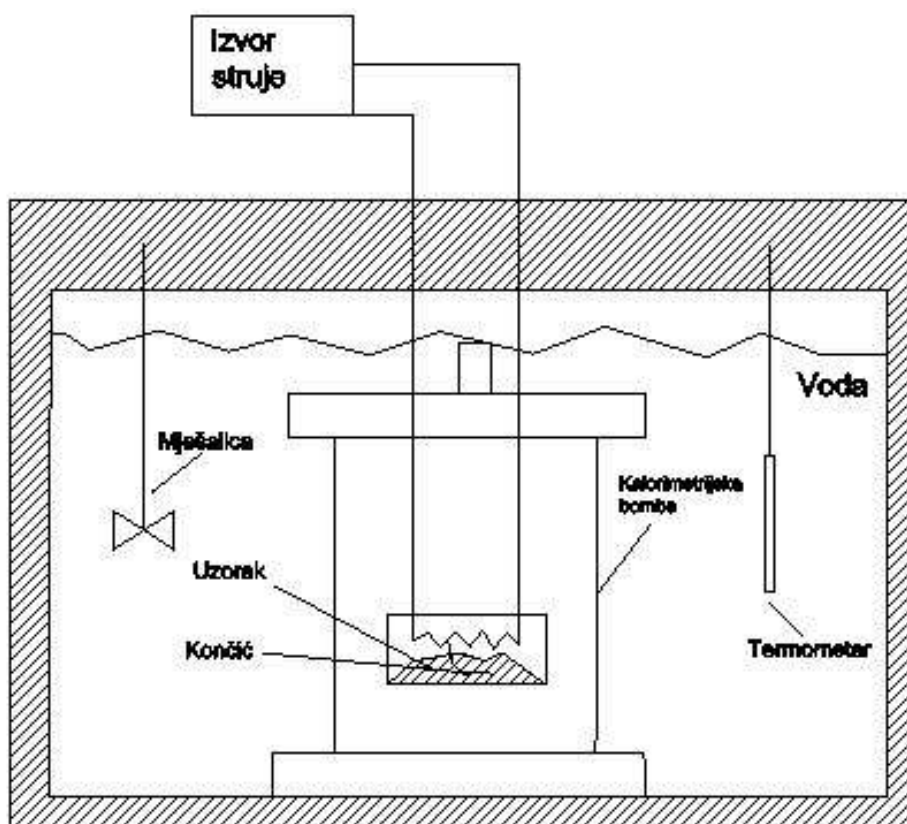 Izvor
struje
Voda
Mješalica
Kalorimetrijska
bomba
Uzorak
Končić
Termometar